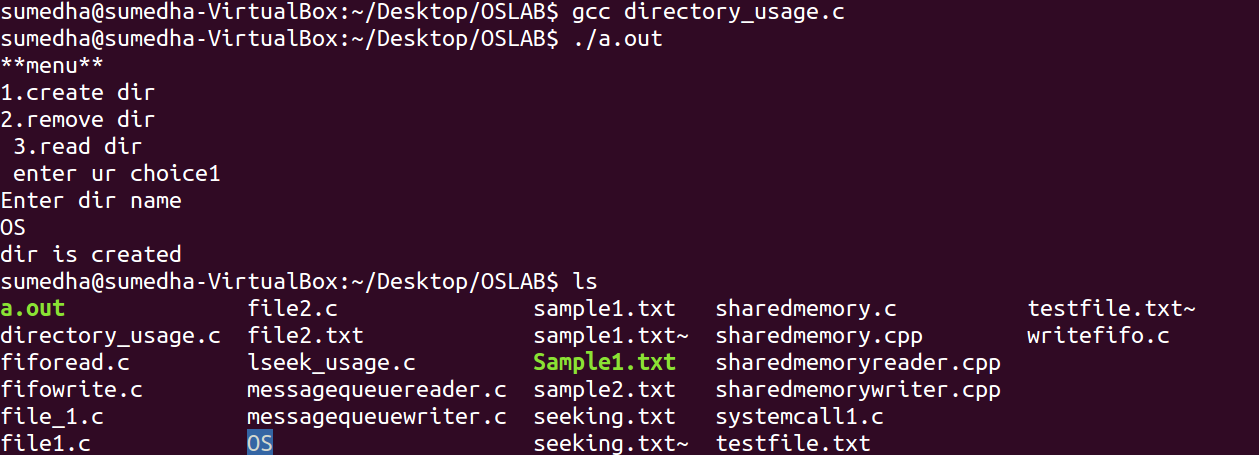 sumedha@sumedha-VirtualBox:~/Desktop/OSLAB$ gcc directory_usage.c
sumedha@sumedha-VirtualBox:~/Desktop/OSLAB$ ./a.out
**menu**
1.create dir
2.remove dir
 3.read dir
 enter ur choice1
Enter dir name
OS
dir is created
sumedha@sumedha-VirtualBox:~/Desktop/OSLAB$ ls
a.out              file2.c               sample1.txt   sharedmemory.c          testfile.txt~
directory_usage.c  file2.txt             sample1.txt~  sharedmemory.cpp        writefifo.c
fiforead.c         lseek_usage.c         Sample1.txt   sharedmemoryreader.cpp
fifowrite.c        messagequeuereader.c  sample2.txt   sharedmemorywriter.cpp
file_1.c           messagequeuewriter.c  seeking.txt   systemcall1.c
file1.c            OS                    seeking.txt~  testfile.txt